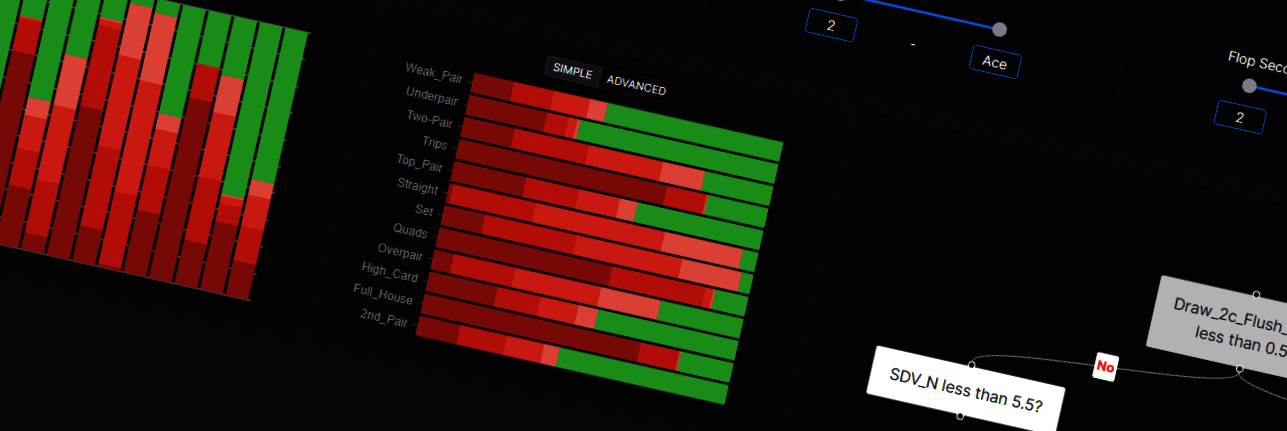 2
-
Ace
Flop Seco
2
SIMPLE ADVANCED
Weak_Pair
Underpair
Two-Pair
Trips
Top_Pair
Straight
Set
Quads
Overpair
High_Card
Full_House
2nd_Pair
Draw_2c_Flush_
less than 0.5
No
SDV_N less than 5.5?